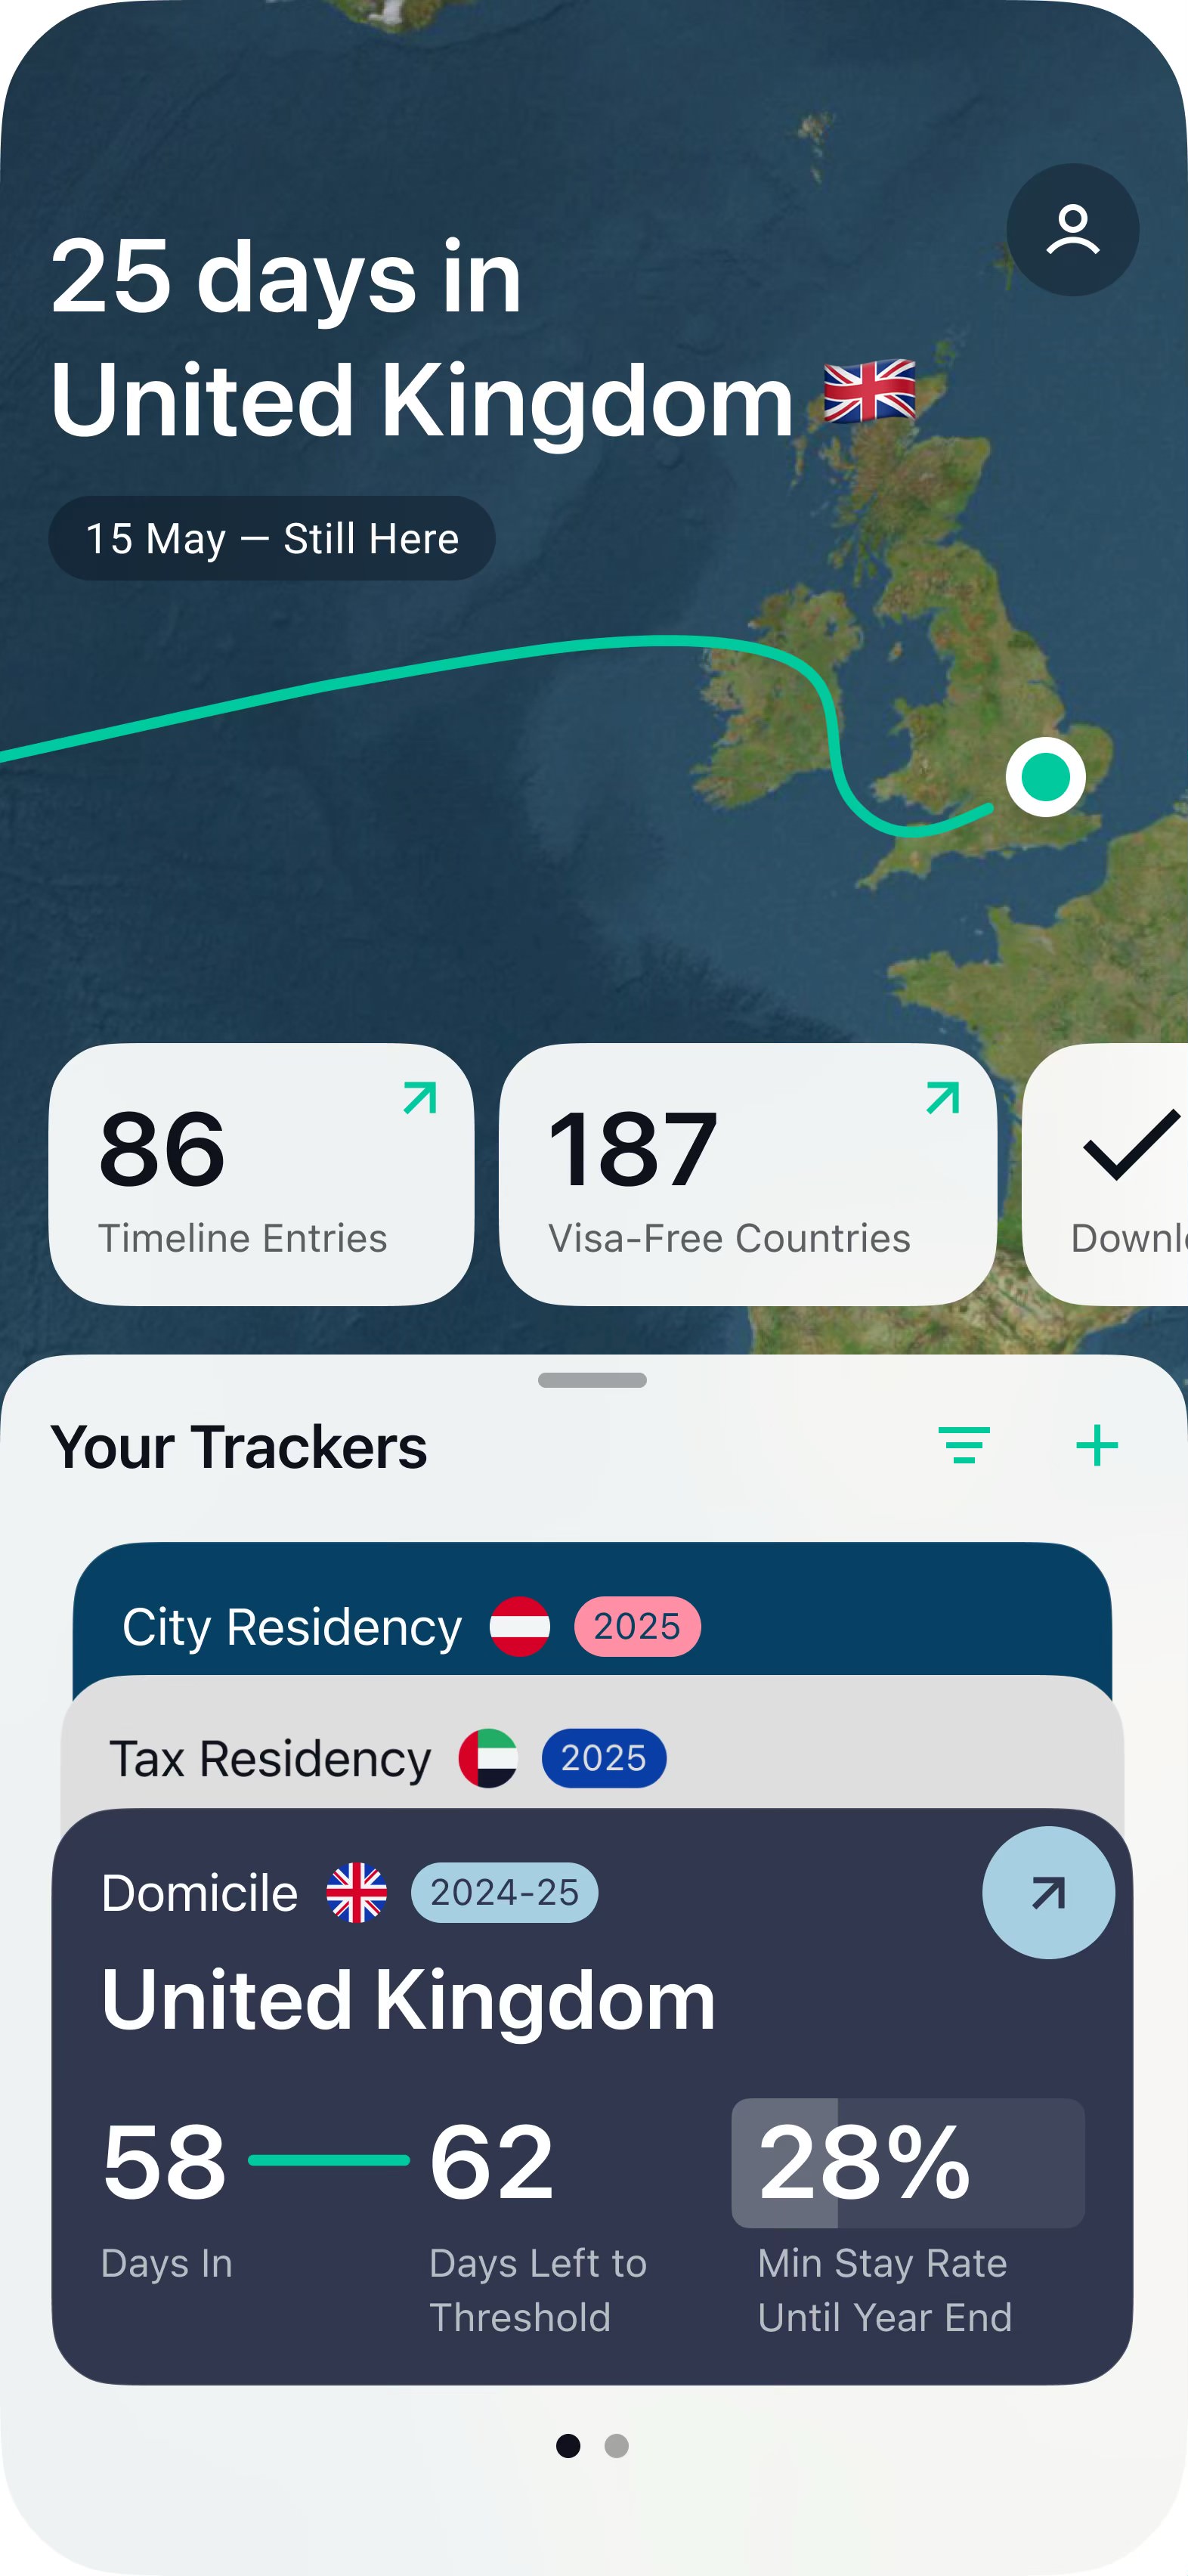 25 days in
United Kingdom 🇬🇧
15 May — Still Here
86
Timeline Entries
187
Visa-Free Countries
Your Trackers
City Residency 2025
Tax Residency 2025
Domicile 2024-25
United Kingdom
58
Days In
62
Days Left to
Threshold
28%
Min Stay Rate
Until Year End